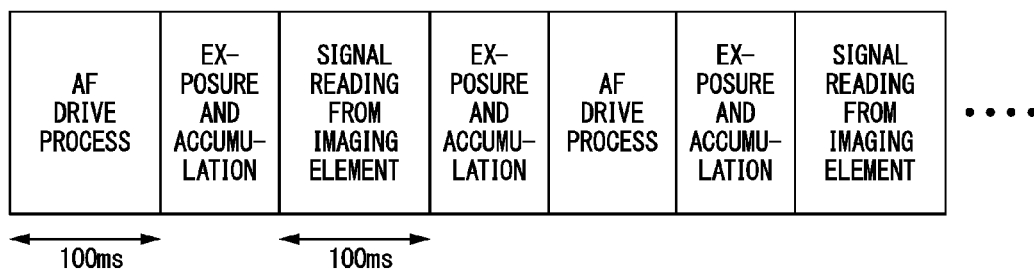 AF
DRIVE
PROCESS
EX-
POSURE
AND
ACCUMU-
LATION
SIGNAL
READING
FROM
IMAGING
ELEMENT
EX-
POSURE
AND
ACCUMU-
LATION
AF
DRIVE
PROCESS
EX-
POSURE
AND
ACCUMU-
LATION
SIGNAL
READING
FROM
IMAGING
ELEMENT
••••
100ms
100ms